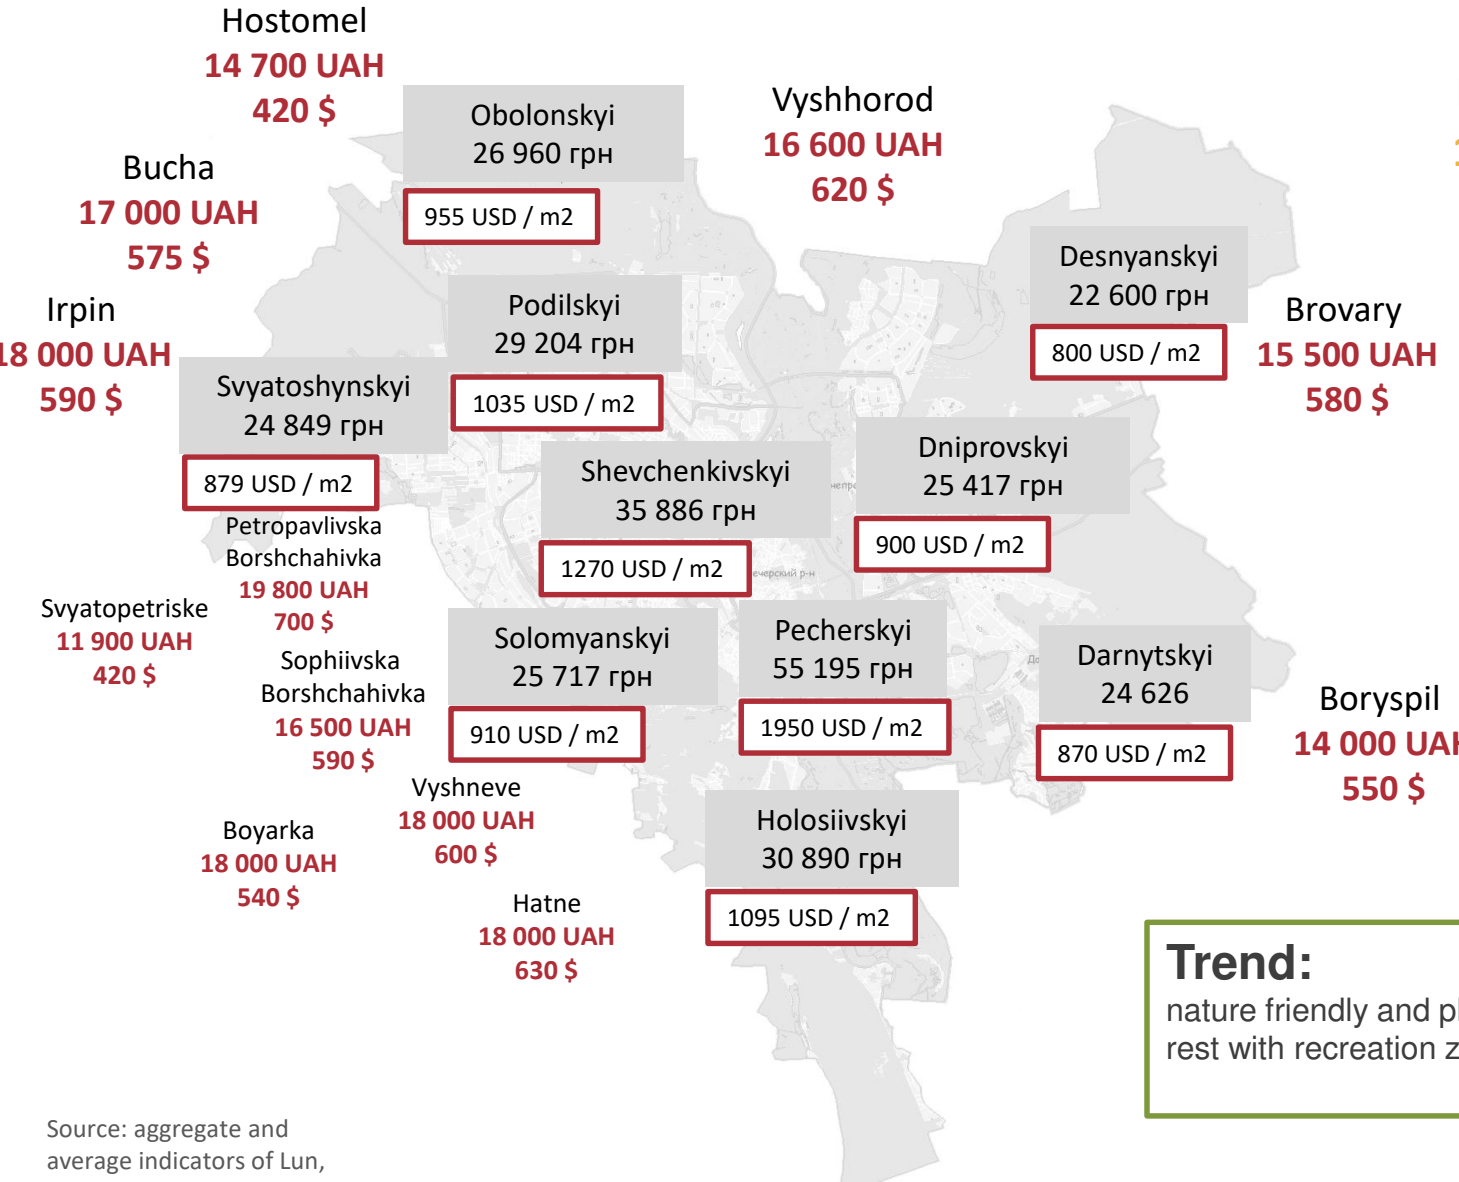 Hostomel
14 700 UAH
420 $
Obolonskyi
26 960 грн
955 USD / m2
Vyshhorod
16 600 UAH
620 $
Bucha
17 000 UAH
575 $
Desnyanskyi
22 600 грн
800 USD / m2
Irpin
18 000 UAH
590 $
Podilskyi
29 204 грн
1035 USD / m2
Brovary
15 500 UAH
580 $
Svyatoshynskyi
24 849 грн
879 USD / m2
Shevchenkivskyi
35 886 грн
1270 USD / m2
Dniprovskyi
25 417 грн
900 USD / m2
Petropavlivska
Borshchahivka
19 800 UAH
700 $
Svyatopetriske
11 900 UAH
420 $
Sophiivska
Borshchahivka
16 500 UAH
590 $
Solomyanskyi
25 717 грн
910 USD / m2
Pecherskyi
55 195 грн
1950 USD / m2
Darnytskyi
24 626
870 USD / m2
Boryspil
14 000 UAH
550 $
Vyshneve
18 000 UAH
600 $
Boyarka
18 000 UAH
540 $
Holosiivskyi
30 890 грн
1095 USD / m2
Hatne
18 000 UAH
630 $
Trend:
nature friendly and
rest with recreation
Source: aggregate and
average indicators of Lun,